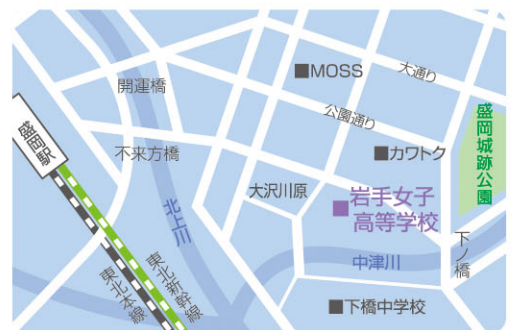 MOSS
大通り
開運橋
公園通り
盛岡駅
不来方橋
カワトク
盛岡城跡公園
大沢川原
岩手女子
高等学校
北上川
下ノ橋
中津川
東北新幹線
東北本線
下橋中学校